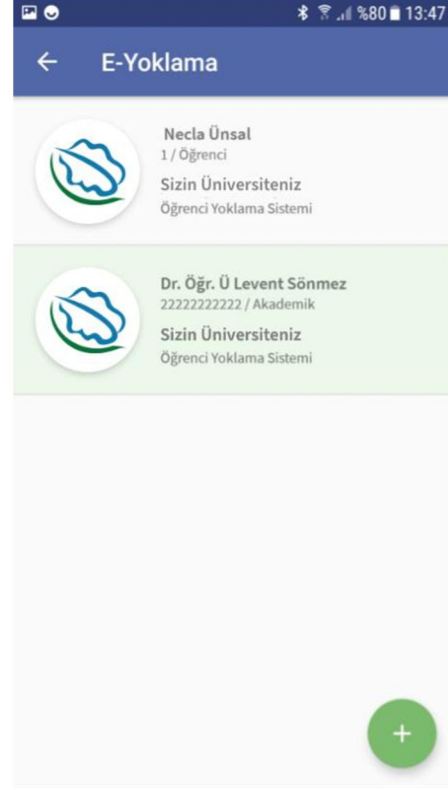 %80 13:47
E-Yoklama
Necla Ünsal
1 / Öğrenci
Sizin Üniversiteniz
Öğrenci Yoklama Sistemi
Dr. Öğr. Ü Levent Sönmez
22222222222 / Akademik
Sizin Üniversiteniz
Öğrenci Yoklama Sistemi